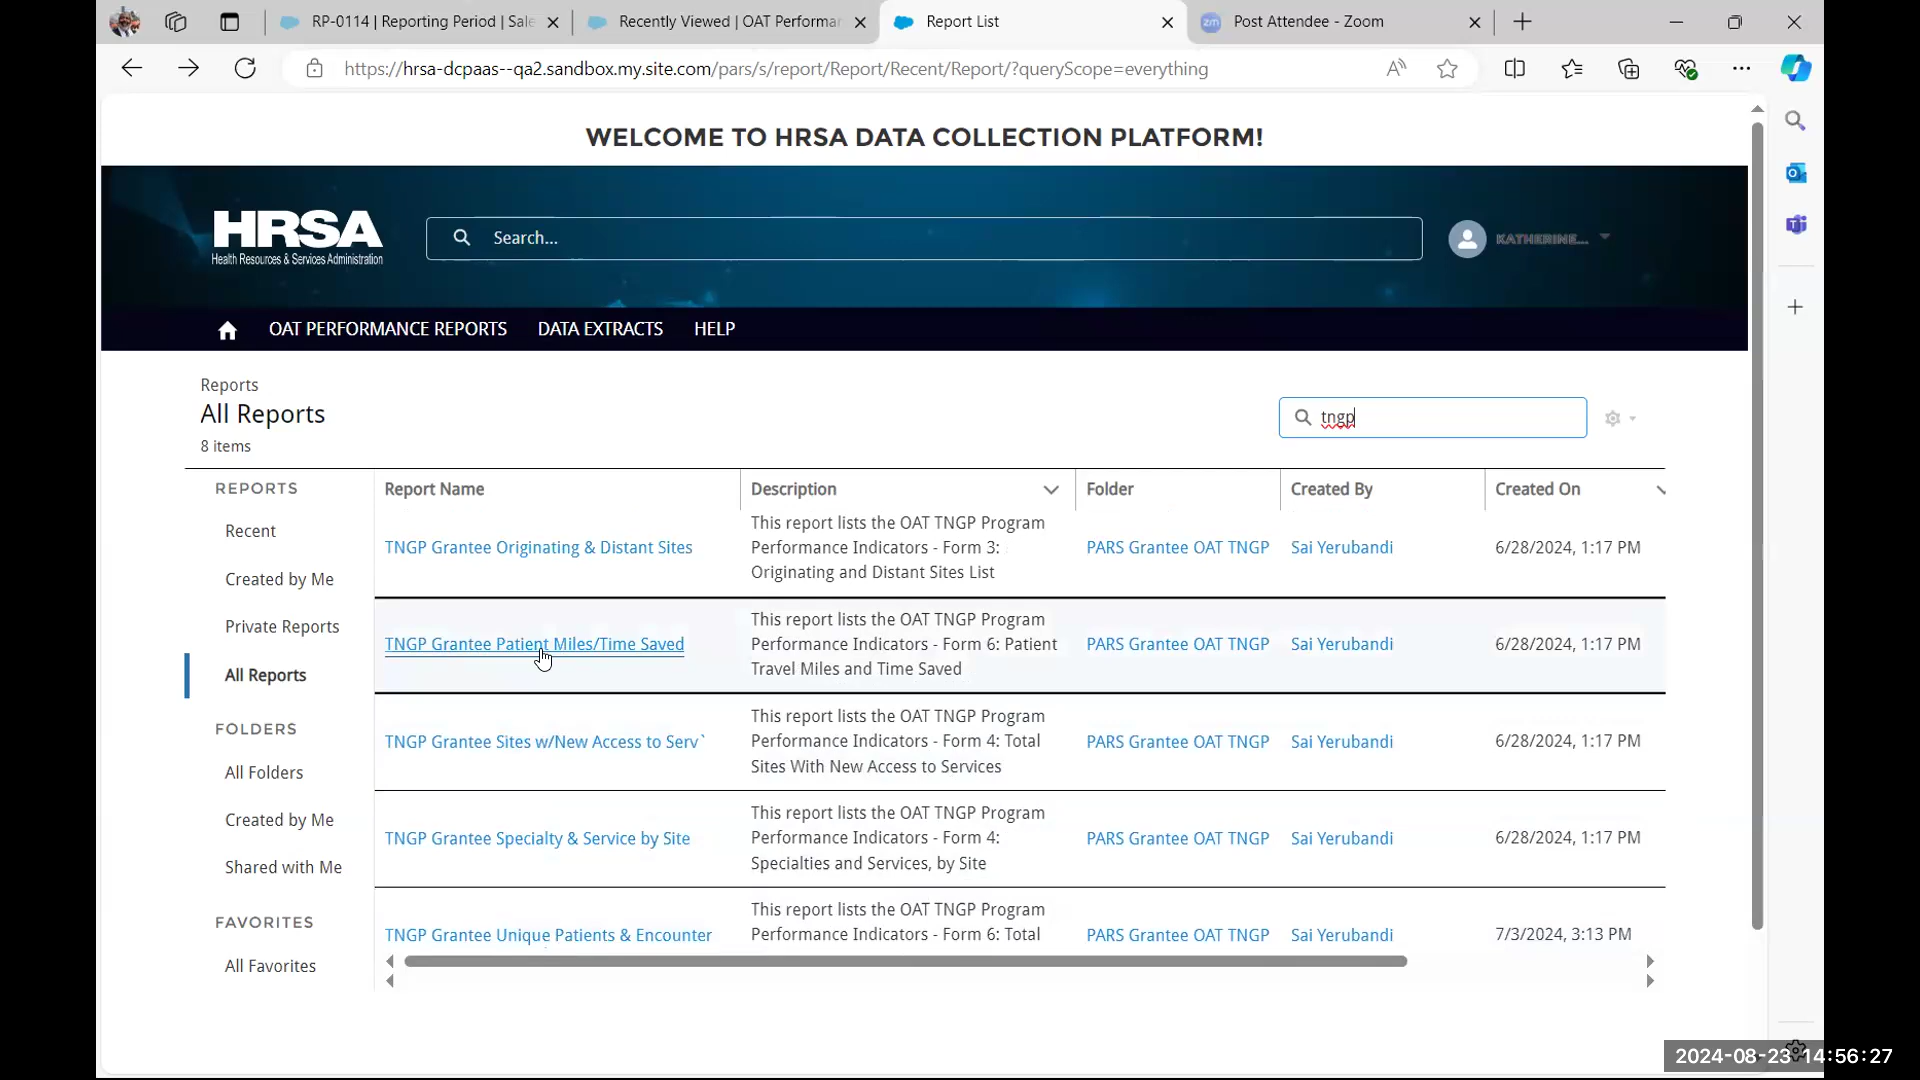 RP-0114 | Reporting Period | Sale
Recently Viewed | OAT Performar
Report List
zm
Post Attendee - Zoom
https://hrsa-dcpaas--qa2.sandbox.my.site.com/pars/s/report/Report/Recent/Report/?queryScope=everything
WELCOME TO HRSA DATA COLLECTION PLATFORM!
HRSA
Health Resources & Services Administration
Search...
KATHERINE...
OAT PERFORMANCE REPORTS
DATA EXTRACTS
HELP
Reports
All Reports
8 items
tngp
REPORTS
Recent
Created by Me
Private Reports
All Reports
FOLDERS
All Folders
Created by Me
Shared with Me
FAVORITES
All Favorites
Report Name
Description
Folder
Created By
Created On
TNGP Grantee Originating & Distant Sites
This report lists the OAT TNGP Program
Performance Indicators - Form 3:
Originating and Distant Sites List
PARS Grantee OAT TNGP
Sai Yerubandi
6/28/2024, 1:17 PM
TNGP Grantee Patient Miles/Time Saved
This report lists the OAT TNGP Program
Performance Indicators - Form 6: Patient
Travel Miles and Time Saved
PARS Grantee OAT TNGP
Sai Yerubandi
6/28/2024, 1:17 PM
TNGP Grantee Sites w/New Access to Serv`
This report lists the OAT TNGP Program
Performance Indicators - Form 4: Total
Sites With New Access to Services
PARS Grantee OAT TNGP
Sai Yerubandi
6/28/2024, 1:17 PM
TNGP Grantee Specialty & Service by Site
This report lists the OAT TNGP Program
Performance Indicators - Form 4:
Specialties and Services, by Site
PARS Grantee OAT TNGP
Sai Yerubandi
6/28/2024, 1:17 PM
TNGP Grantee Unique Patients & Encounter
This report lists the OAT TNGP Program
Performance Indicators - Form 6: Total
PARS Grantee OAT TNGP
Sai Yerubandi
7/3/2024, 3:13 PM
2024-08-23 14:56:27